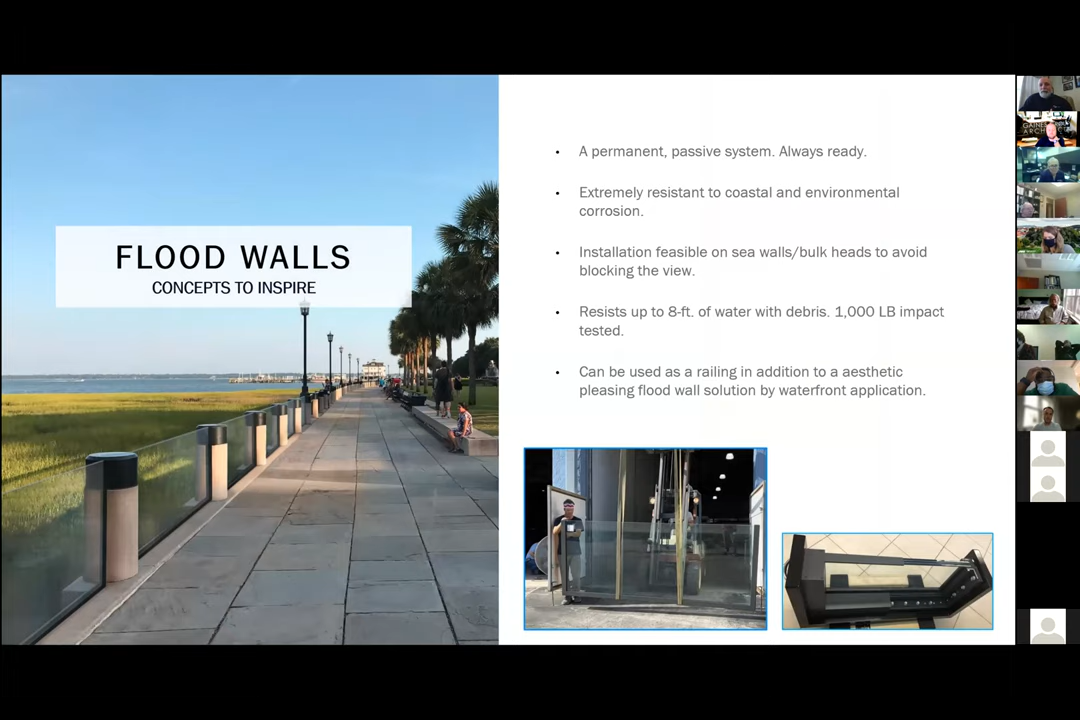 FLOOD WALLS
CONCEPTS TO INSPIRE
• A permanent, passive system. Always ready.
• Extremely resistant to coastal and environmental
corrosion.
• Installation feasible on sea walls/bulk heads to avoid
blocking the view.
• Resists up to 8-ft. of water with debris. 1,000 LB impact
tested.
• Can be used as a railing in addition to a aesthetic
pleasing flood wall solution by waterfront application.